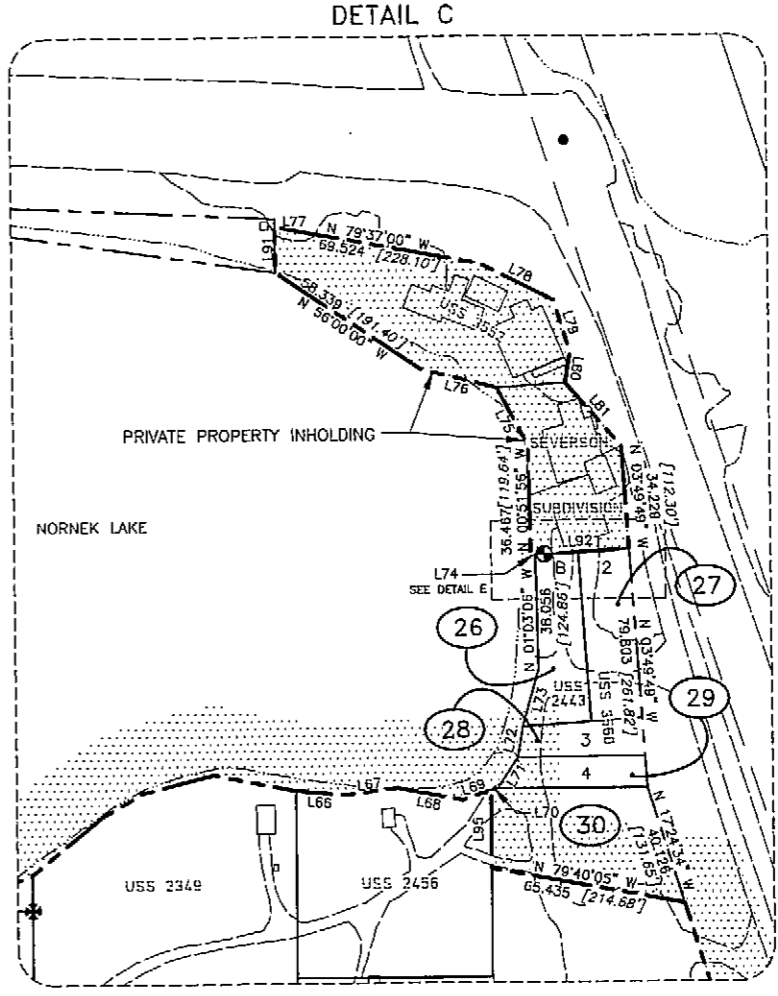 DETAIL C
L77
N 79°37'00" W
69.524 [228.10']
L91
L78
58.339 [191.40']
N 56°00'00" W
USS 3557
L79
L80
L76
L81
L75
PRIVATE PROPERTY INHOLDING
SEVERSON
SUBDIVISION
N 00°51'56" W
36.467 [119.64']
N 03°49'49" W
34.228
[112.30']
NORNEK LAKE
L92
L74
SEE DETAIL E
B
2
27
N 01°03'06" W
38.056
[124.86']
26
N 03°49'49" W
79.803 [261.82']
USS 2443
USS 3560
L73
28
29
L72
3
L71
4
L67
L66
L68
L69
L70
L95
30
N 17°24'34" W
40.126
[131.65']
N 79°40'05" W
65.435 [214.68']
USS 2349
USS 2456